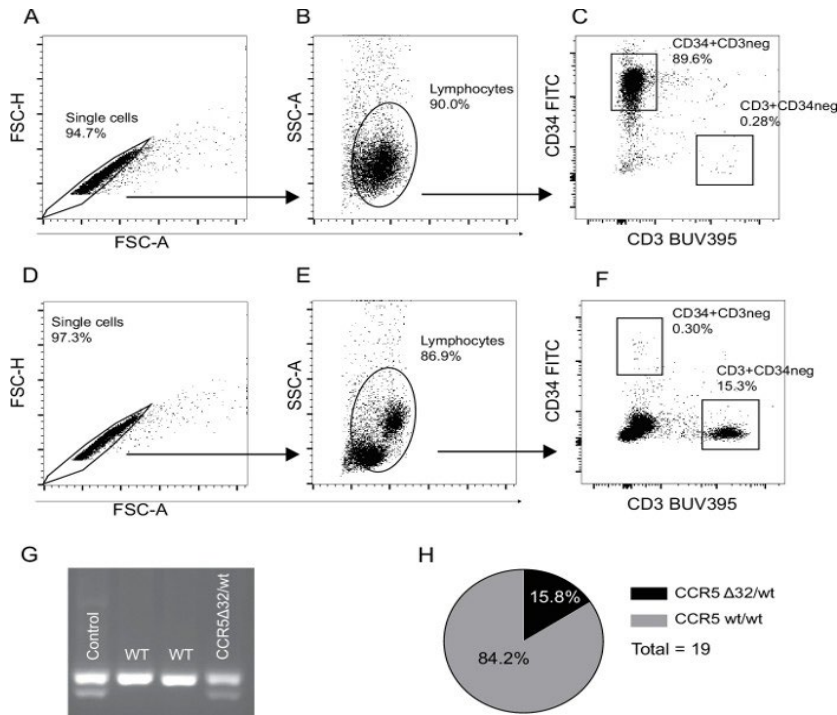 A
FSC-H
Single cells
94.7%
FSC-A
B
SSC-A
Lymphocytes
90.0%
C
CD34 FITC
CD34+CD3neg
89.6%
CD3+CD34neg
0.28%
CD3 BUV395
D
FSC-H
Single cells
97.3%
FSC-A
E
SSC-A
Lymphocytes
86.9%
F
CD34 FITC
CD34+CD3neg
0.30%
CD3+CD34neg
15.3%
CD3 BUV395
G
Control
WT
WT
CCR5Δ32/wt
H
15.8%
84.2%
CCR5 Δ32/wt
CCR5 wt/wt
Total = 19